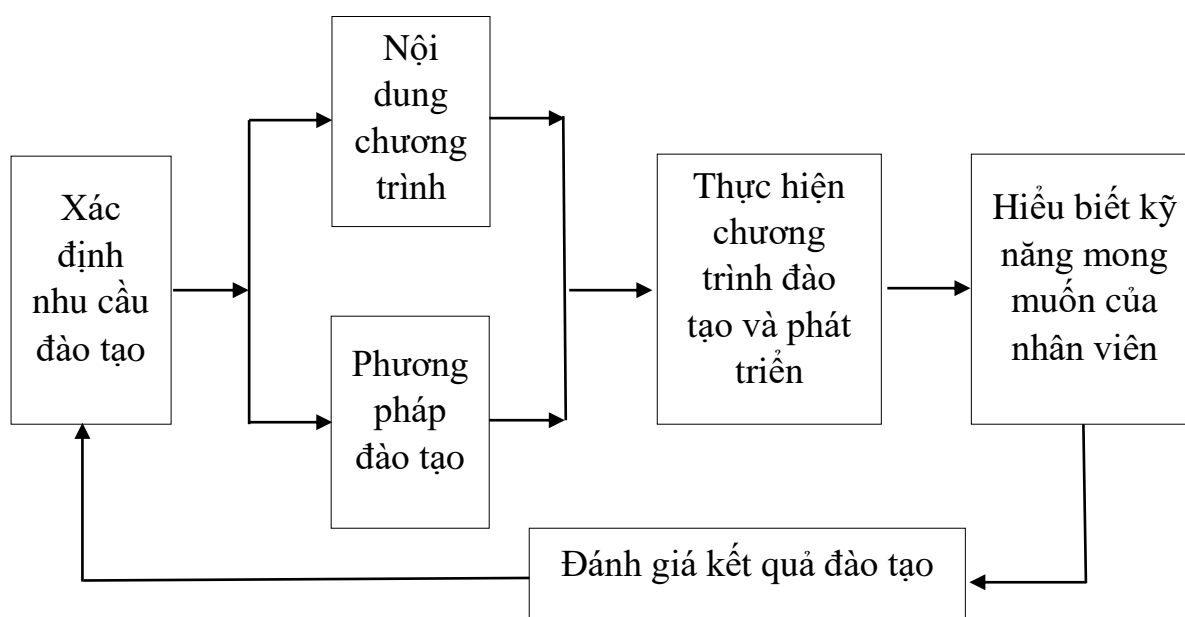 Xác
định
nhu cầu
đào tạo
Nội
dung
chương
trình
Phương
pháp
đào tạo
Thực hiện
chương
trình đào
tạo và phát
triển
Hiểu biết kỹ
năng mong
muốn của
nhân viên
Đánh giá kết quả đào tạo